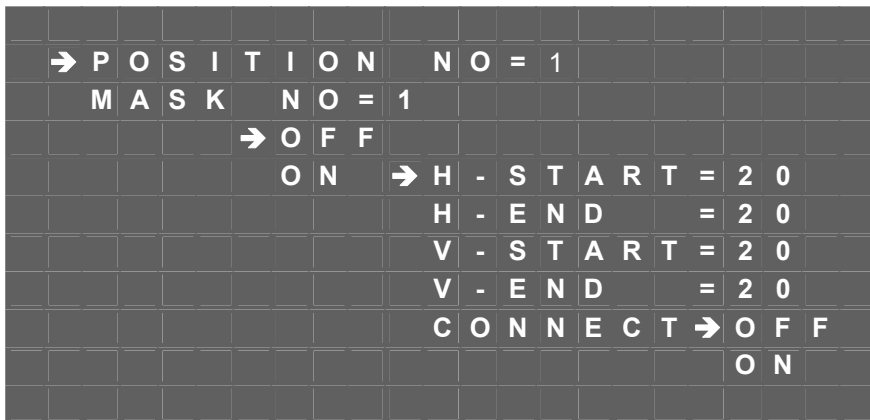 ➔POSITION NO=1
MASK NO=1
➔OFF
ON ➔H-START=20
H-END =20
V-START=20
V-END =20
CONNECT➔OFF
ON